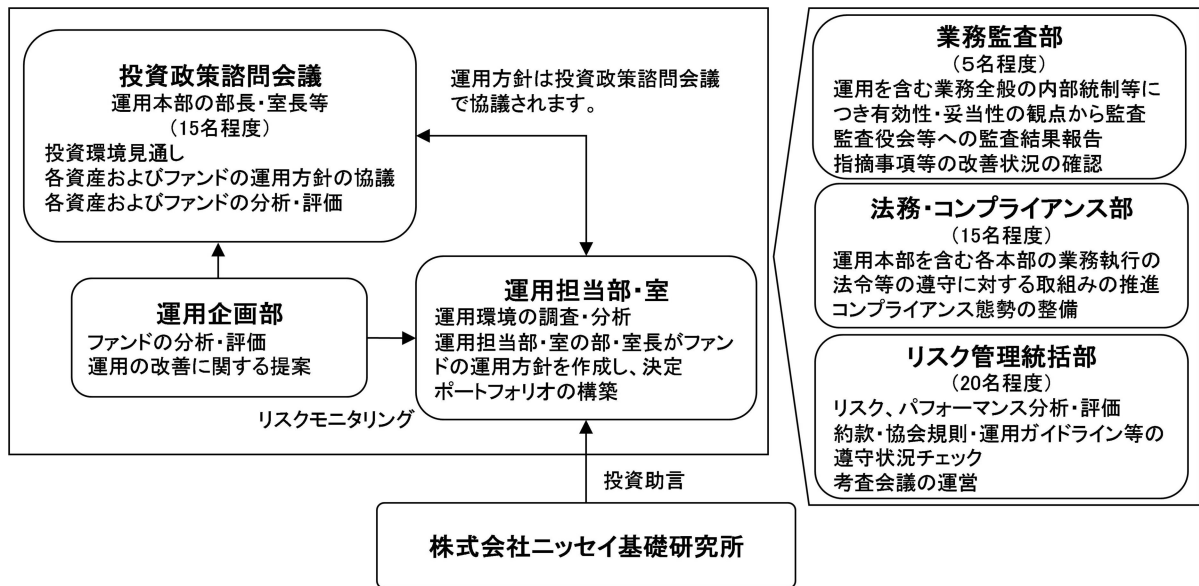 投資政策諮問会議
運用本部の部長・室長等
(15名程度)
投資環境見通し
各資産およびファンドの運用方針の協議
各資産およびファンドの分析・評価
運用方針は投資政策諮問会議
で協議されます。
運用企画部
ファンドの分析・評価
運用の改善に関する提案
運用担当部・室
運用環境の調査・分析
運用担当部・室の部・室長がファン
ドの運用方針を作成し、決定
ポートフォリオの構築
リスクモニタリング
投資助言
株式会社ニッセイ基礎研究所
業務監査部
(5名程度)
運用を含む業務全般の内部統制等に
つき有効性・妥当性の観点から監査
監査役会等への監査結果報告
指摘事項等の改善状況の確認
法務・コンプライアンス部
(15名程度)
運用本部を含む各本部の業務執行の
法令等の遵守に対する取組みの推進
コンプライアンス態勢の整備
リスク管理統括部
(20名程度)
リスク、パフォーマンス分析・評価
約款・協会規則・運用ガイドライン等の
遵守状況チェック
考査会議の運営